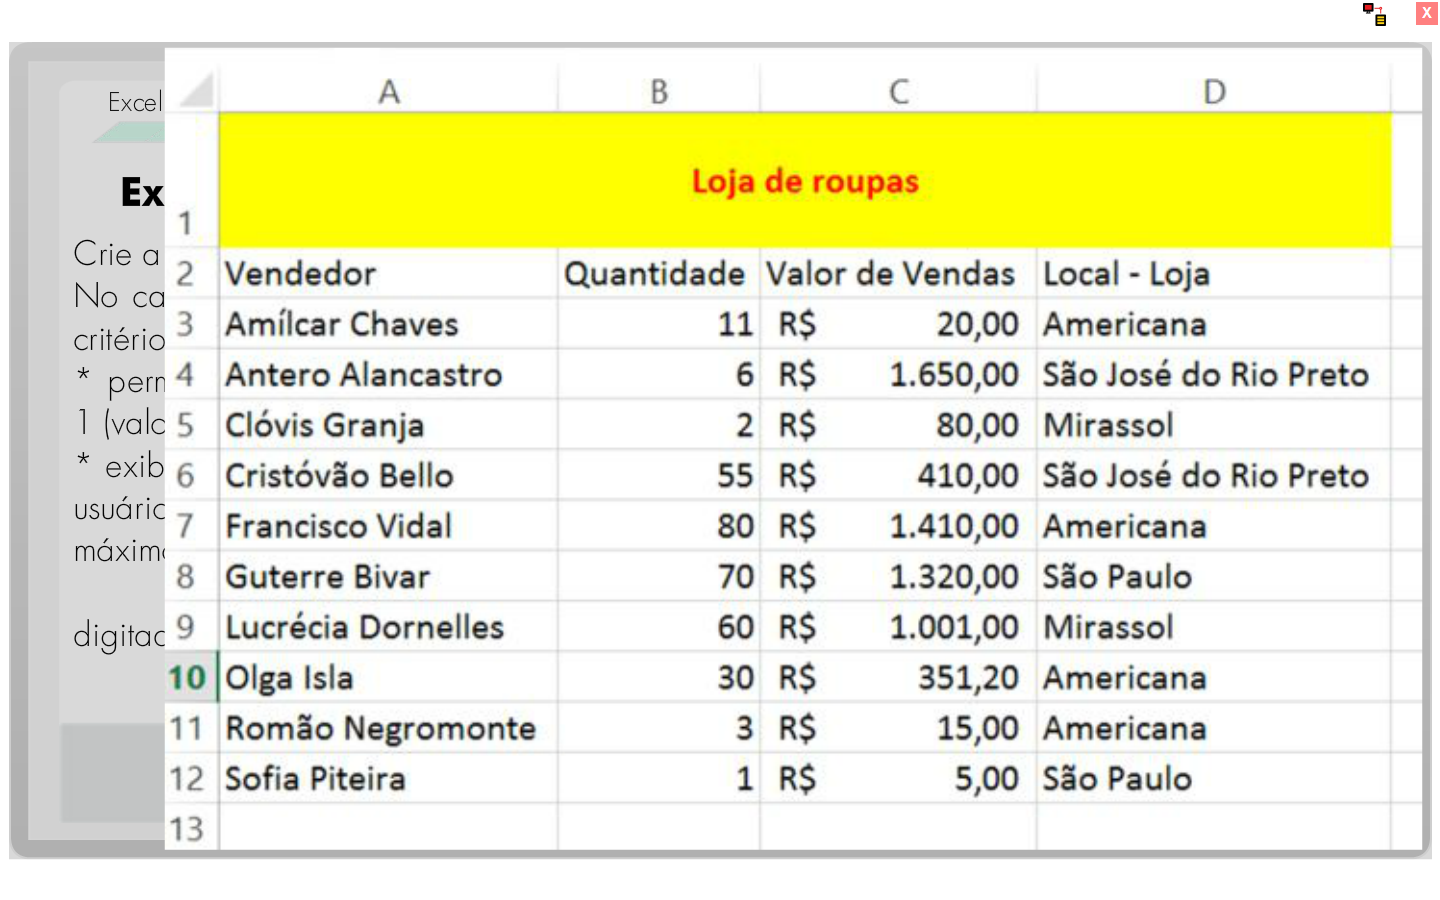 X
Excel
Ex
Crie a
No ca
critério
* perm
1 (valo
* exib
usuário
máximo
digitad
A B C D
1 Loja de roupas
2 Vendedor Quantidade Valor de Vendas Local - Loja
3 Amílcar Chaves 11 R$ 20,00 Americana
4 Antero Alancastro 6 R$ 1.650,00 São José do Rio Preto
5 Clóvis Granja 2 R$ 80,00 Mirassol
6 Cristóvão Bello 55 R$ 410,00 São José do Rio Preto
7 Francisco Vidal 80 R$ 1.410,00 Americana
8 Guterre Bivar 70 R$ 1.320,00 São Paulo
9 Lucrécia Dornelles 60 R$ 1.001,00 Mirassol
10 Olga Isla 30 R$ 351,20 Americana
11 Romão Negromonte 3 R$ 15,00 Americana
12 Sofia Piteira 1 R$ 5,00 São Paulo
13